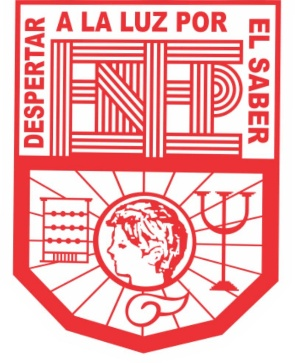 DESPERTAR
A LA LUZ POR
EL SABER
ENP